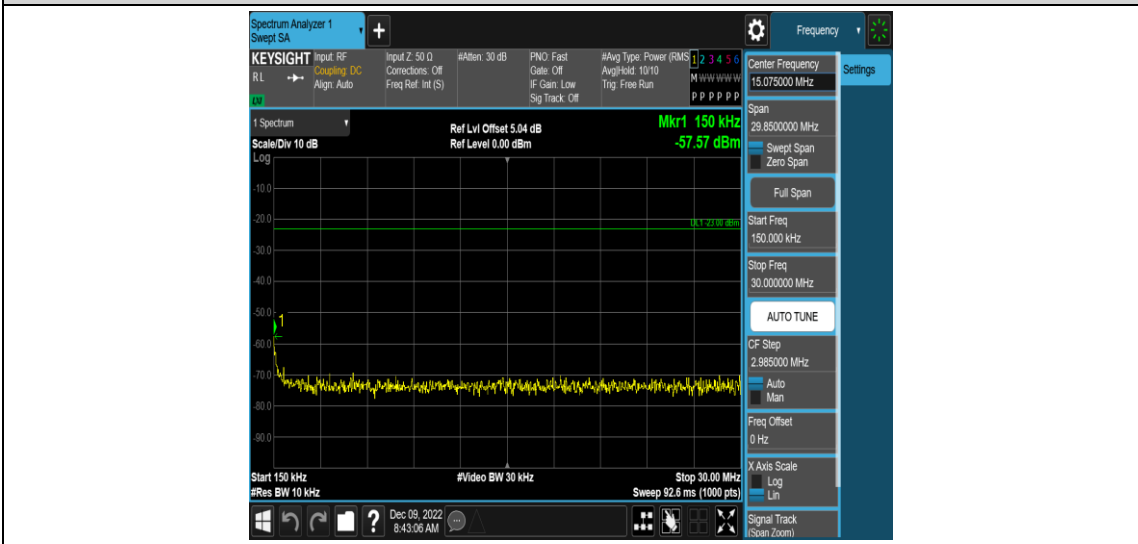 Spectrum Analyzer 1
Swept SA
+
Frequency
KEYSIGHT
Input: RF
Coupling: DC
Align: Auto
Input Z: 50 Ω
Corrections: Off
Freq Ref: Int (S)
#Atten: 30 dB
PNO: Fast
Gate: Off
IF Gain: Low
Sig Track: Off
#Avg Type: Power (RMS
Avg|Hold: 10/10
Trig: Free Run
1 2 3 4 5 6
M W W W W W
P P P P P P
RL
LXI
1 Spectrum
Scale/Div 10 dB
Ref Lvl Offset 5.04 dB
Ref Level 0.00 dBm
Mkr1 150 kHz
-57.57 dBm
Log
-10.0
-20.0
DL1 -23.00 dBm
-30.0
-40.0
-50.0
1
-60.0
-70.0
-80.0
-90.0
Start 150 kHz
#Res BW 10 kHz
#Video BW 30 kHz
Stop 30.00 MHz
Sweep 92.6 ms (1000 pts)
Dec 09, 2022
8:43:06 AM
?
Center Frequency
15.075000 MHz
Settings
Span
29.8500000 MHz
Swept Span
Zero Span
Full Span
Start Freq
150.000 kHz
Stop Freq
30.000000 MHz
AUTO TUNE
CF Step
2.985000 MHz
Auto
Man
Freq Offset
0 Hz
X Axis Scale
Log
Lin
Signal Track
(Span Zoom)